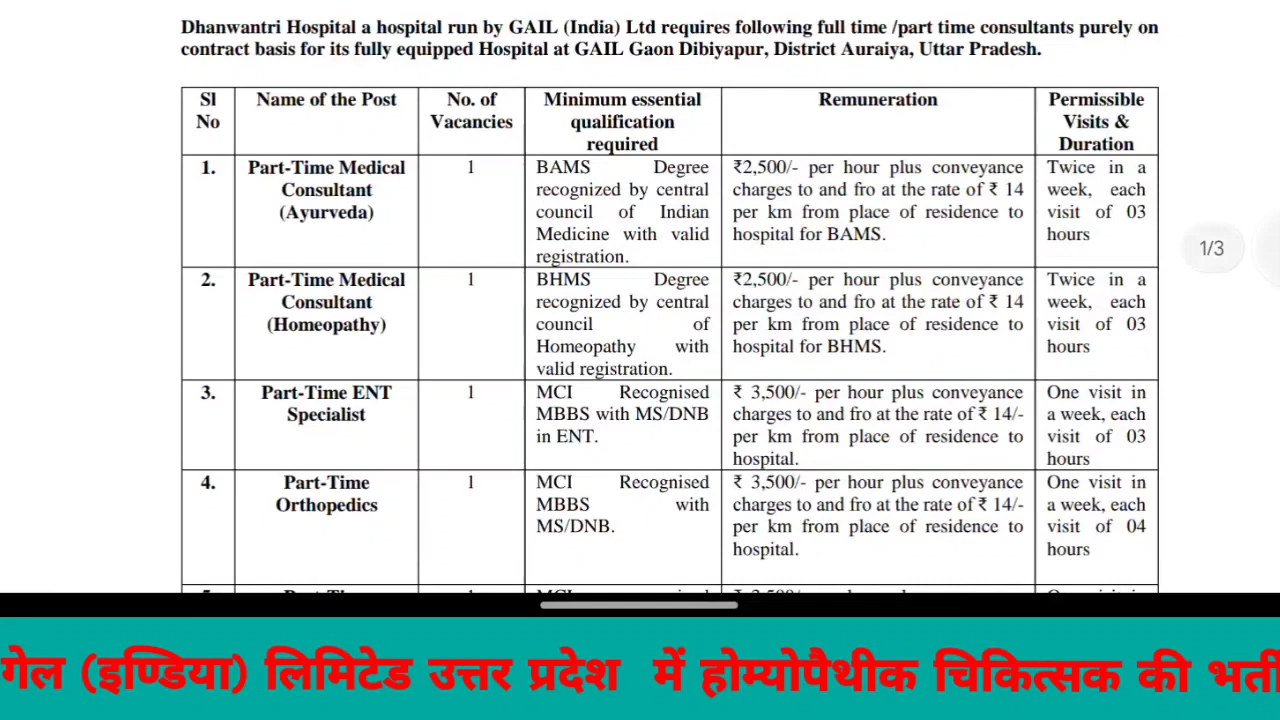 Dhanwantri Hospital a hospital run by GAIL (India) Ltd requires following full time /part time consultants purely on
contract basis for its fully equipped Hospital at GAIL Gaon Dibiyapur, District Auraiya, Uttar Pradesh.
Sl No | Name of the Post | No. of Vacancies | Minimum essential qualification required | Remuneration | Permissible Visits & Duration
1. | Part-Time Medical Consultant (Ayurveda) | 1 | BAMS Degree recognized by central council of Indian Medicine with valid registration. | ₹2,500/- per hour plus conveyance charges to and fro at the rate of ₹ 14 per km from place of residence to hospital for BAMS. | Twice in a week, each visit of 03 hours
2. | Part-Time Medical Consultant (Homeopathy) | 1 | BHMS Degree recognized by central council of Homeopathy with valid registration. | ₹2,500/- per hour plus conveyance charges to and fro at the rate of ₹ 14 per km from place of residence to hospital for BHMS. | Twice in a week, each visit of 03 hours
3. | Part-Time ENT Specialist | 1 | MCI Recognised MBBS with MS/DNB in ENT. | ₹ 3,500/- per hour plus conveyance charges to and fro at the rate of ₹ 14/- per km from place of residence to hospital. | One visit in a week, each visit of 03 hours
4. | Part-Time Orthopedics | 1 | MCI Recognised MBBS with MS/DNB. | ₹ 3,500/- per hour plus conveyance charges to and fro at the rate of ₹ 14/- per km from place of residence to hospital. | One visit in a week, each visit of 04 hours
1/3
गेल (इण्डिया) लिमिटेड उत्तर प्रदेश में होम्योपैथीक चिकित्सक की भर्ती